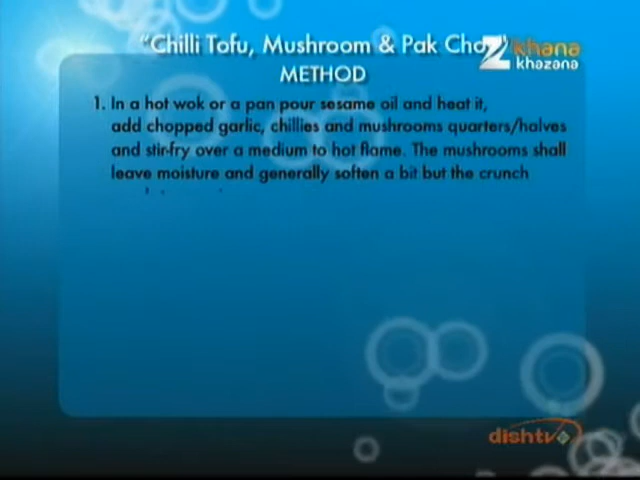 "Chilli Tofu, Mushroom & Pak Cho
METHOD
Z khana khazana
1. In a hot wok or a pan pour sesame oil and heat it,
add chopped garlic, chillies and mushrooms quarters/halves
and stir-fry over a medium to hot flame. The mushrooms shall
leave moisture and generally soften a bit but the crunch
dishtv